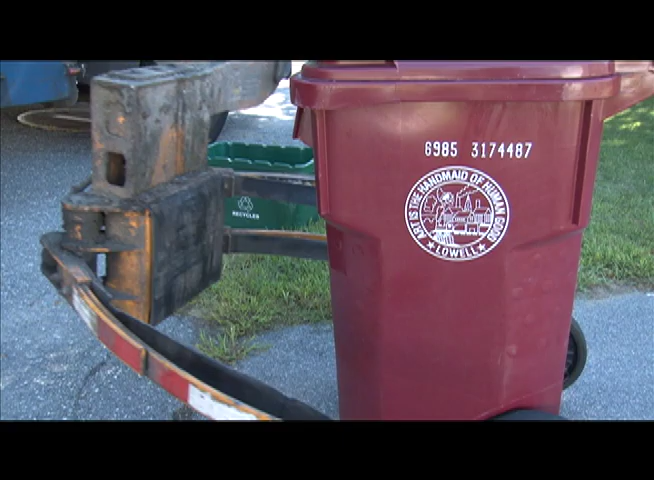 6985 3174487
ART IS THE HANDMAID OF HUMAN GOOD
★ LOWELL ★
RECYCLES